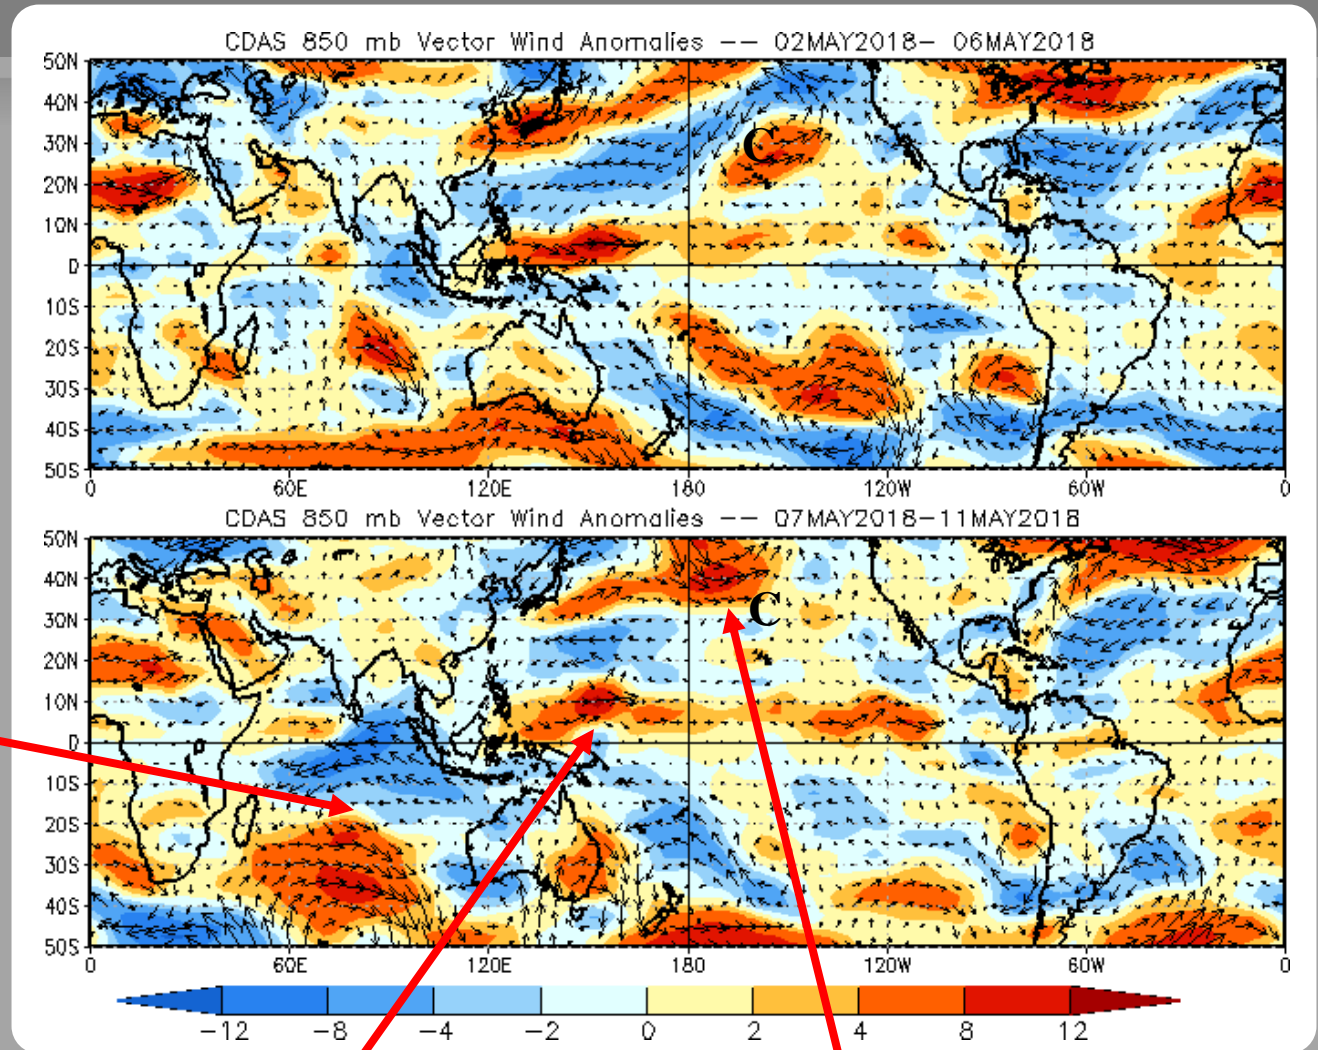 CDAS 850 mb Vector Wind Anomalies -- 02MAY2018- 06MAY2018
50N
40N
30N
20N
10N
0
10S
20S
30S
40S
50S
C
0 60E 120E 180 120W 60W 0
CDAS 850 mb Vector Wind Anomalies -- 07MAY2018-11MAY2018
50N
40N
30N
20N
10N
0
10S
20S
30S
40S
50S
C
0 60E 120E 180 120W 60W 0
-12 -8 -4 -2 0 2 4 8 12